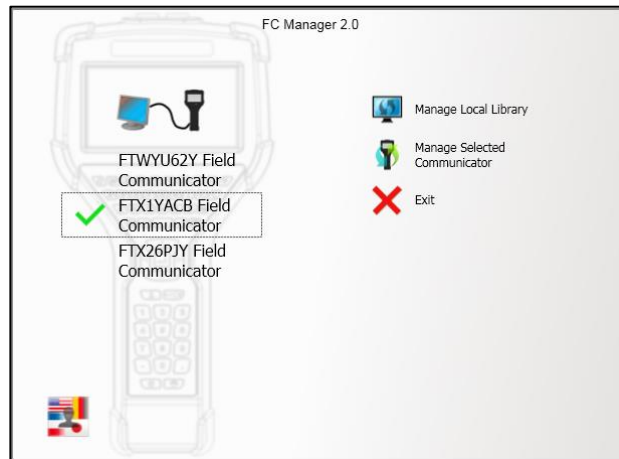 FC Manager 2.0
FTWYU62Y Field
Communicator
FTX1YACB Field
Communicator
FTX26PJY Field
Communicator
Manage Local Library
Manage Selected
Communicator
Exit